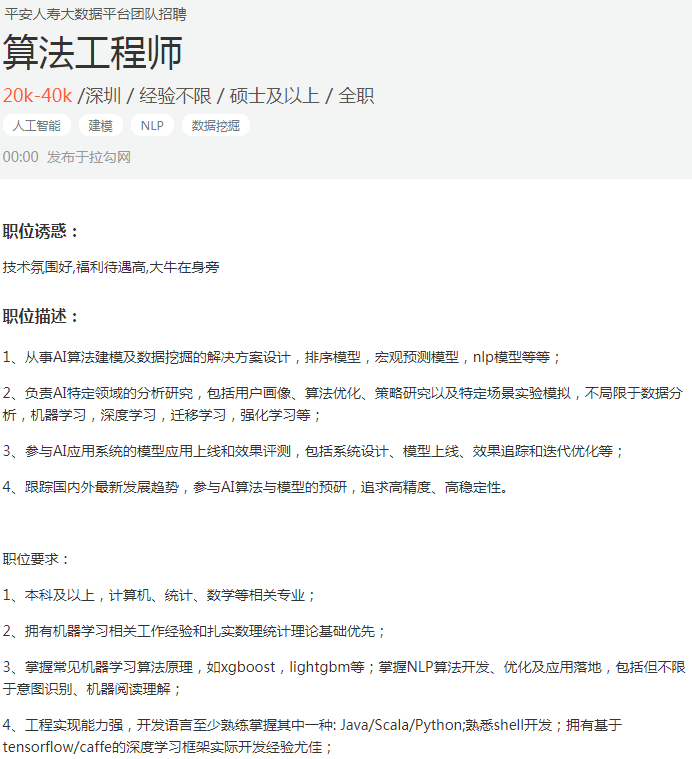 平安人寿大数据平台团队招聘
算法工程师
20k-40k /深圳 / 经验不限 / 硕士及以上 / 全职
人工智能 建模 NLP 数据挖掘
00:00 发布于拉勾网
职位诱惑：
技术氛围好,福利待遇高,大牛在身旁
职位描述：
1、从事AI算法建模及数据挖掘的解决方案设计，排序模型，宏观预测模型，nlp模型等等；
2、负责AI特定领域的分析研究，包括用户画像、算法优化、策略研究以及特定场景实验模拟，不局限于数据分
析，机器学习，深度学习，迁移学习，强化学习等；
3、参与AI应用系统的模型应用上线和效果评测，包括系统设计、模型上线、效果追踪和迭代优化等；
4、跟踪国内外最新发展趋势，参与AI算法与模型的预研，追求高精度、高稳定性。
职位要求：
1、本科及以上，计算机、统计、数学等相关专业；
2、拥有机器学习相关工作经验和扎实数理统计理论基础优先；
3、掌握常见机器学习算法原理，如xgboost，lightgbm等；掌握NLP算法开发、优化及应用落地，包括但不限
于意图识别、机器阅读理解；
4、工程实现能力强，开发语言至少熟练掌握其中一种: Java/Scala/Python;熟悉shell开发；拥有基于
tensorflow/caffe的深度学习框架实际开发经验尤佳；